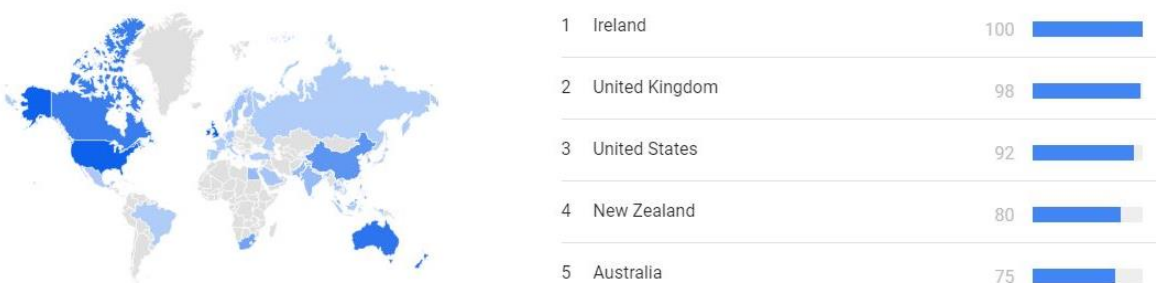 1 Ireland 100
2 United Kingdom 98
3 United States 92
4 New Zealand 80
5 Australia 75